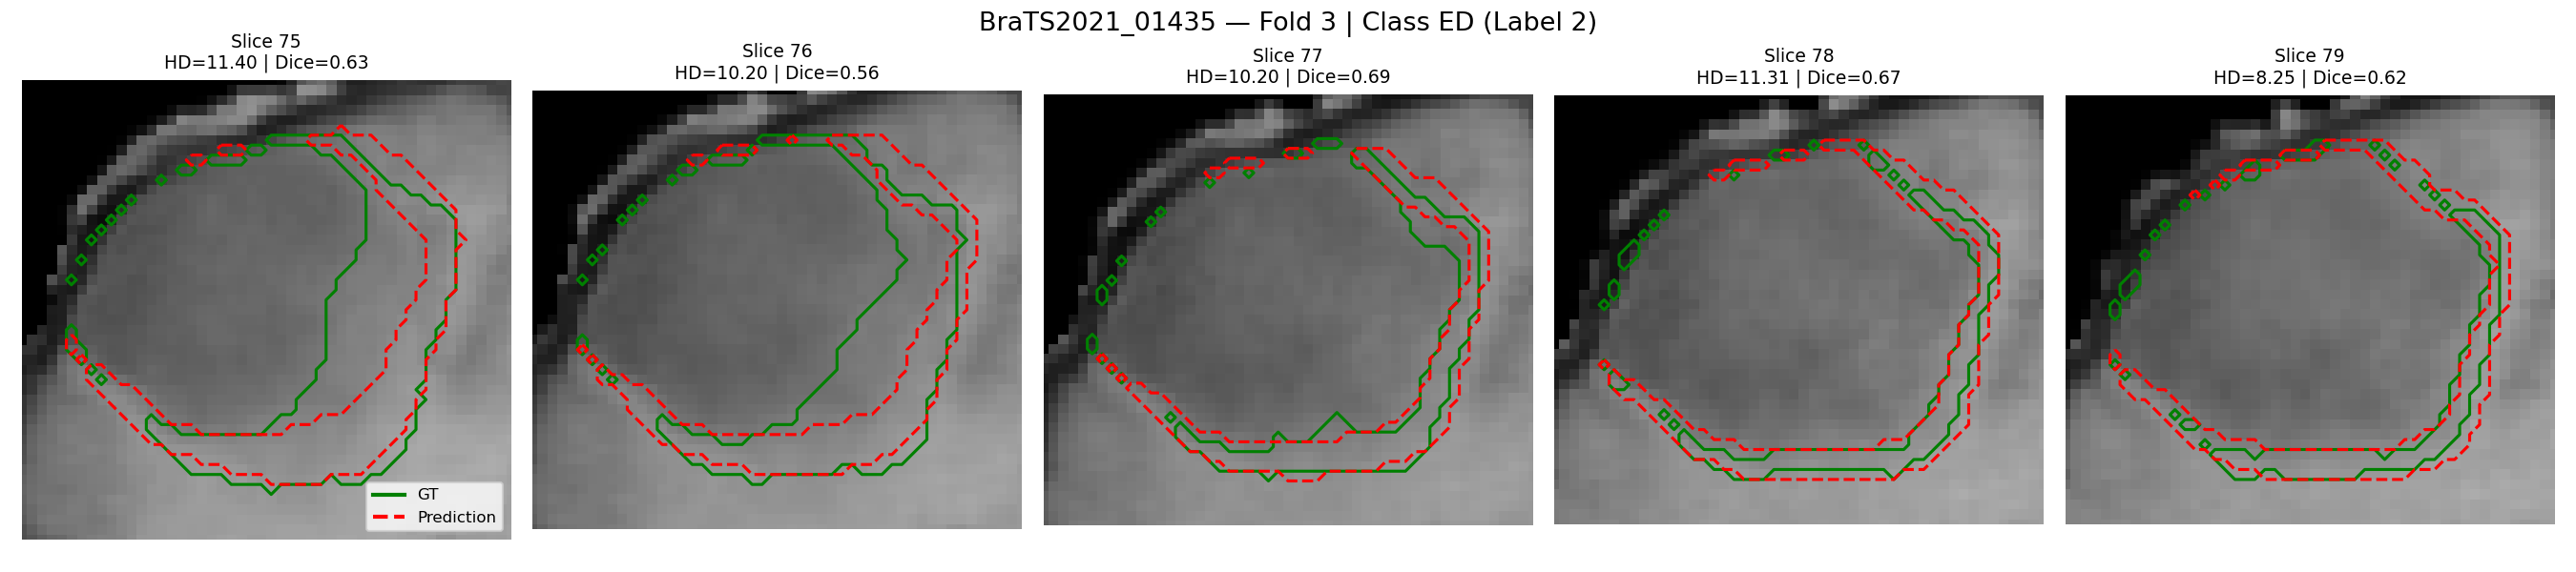 BraTS2021_01435 — Fold 3 | Class ED (Label 2)
Slice 75
HD=11.40 | Dice=0.63
Slice 76
HD=10.20 | Dice=0.56
Slice 77
HD=10.20 | Dice=0.69
Slice 78
HD=11.31 | Dice=0.67
Slice 79
HD=8.25 | Dice=0.62
GT
Prediction